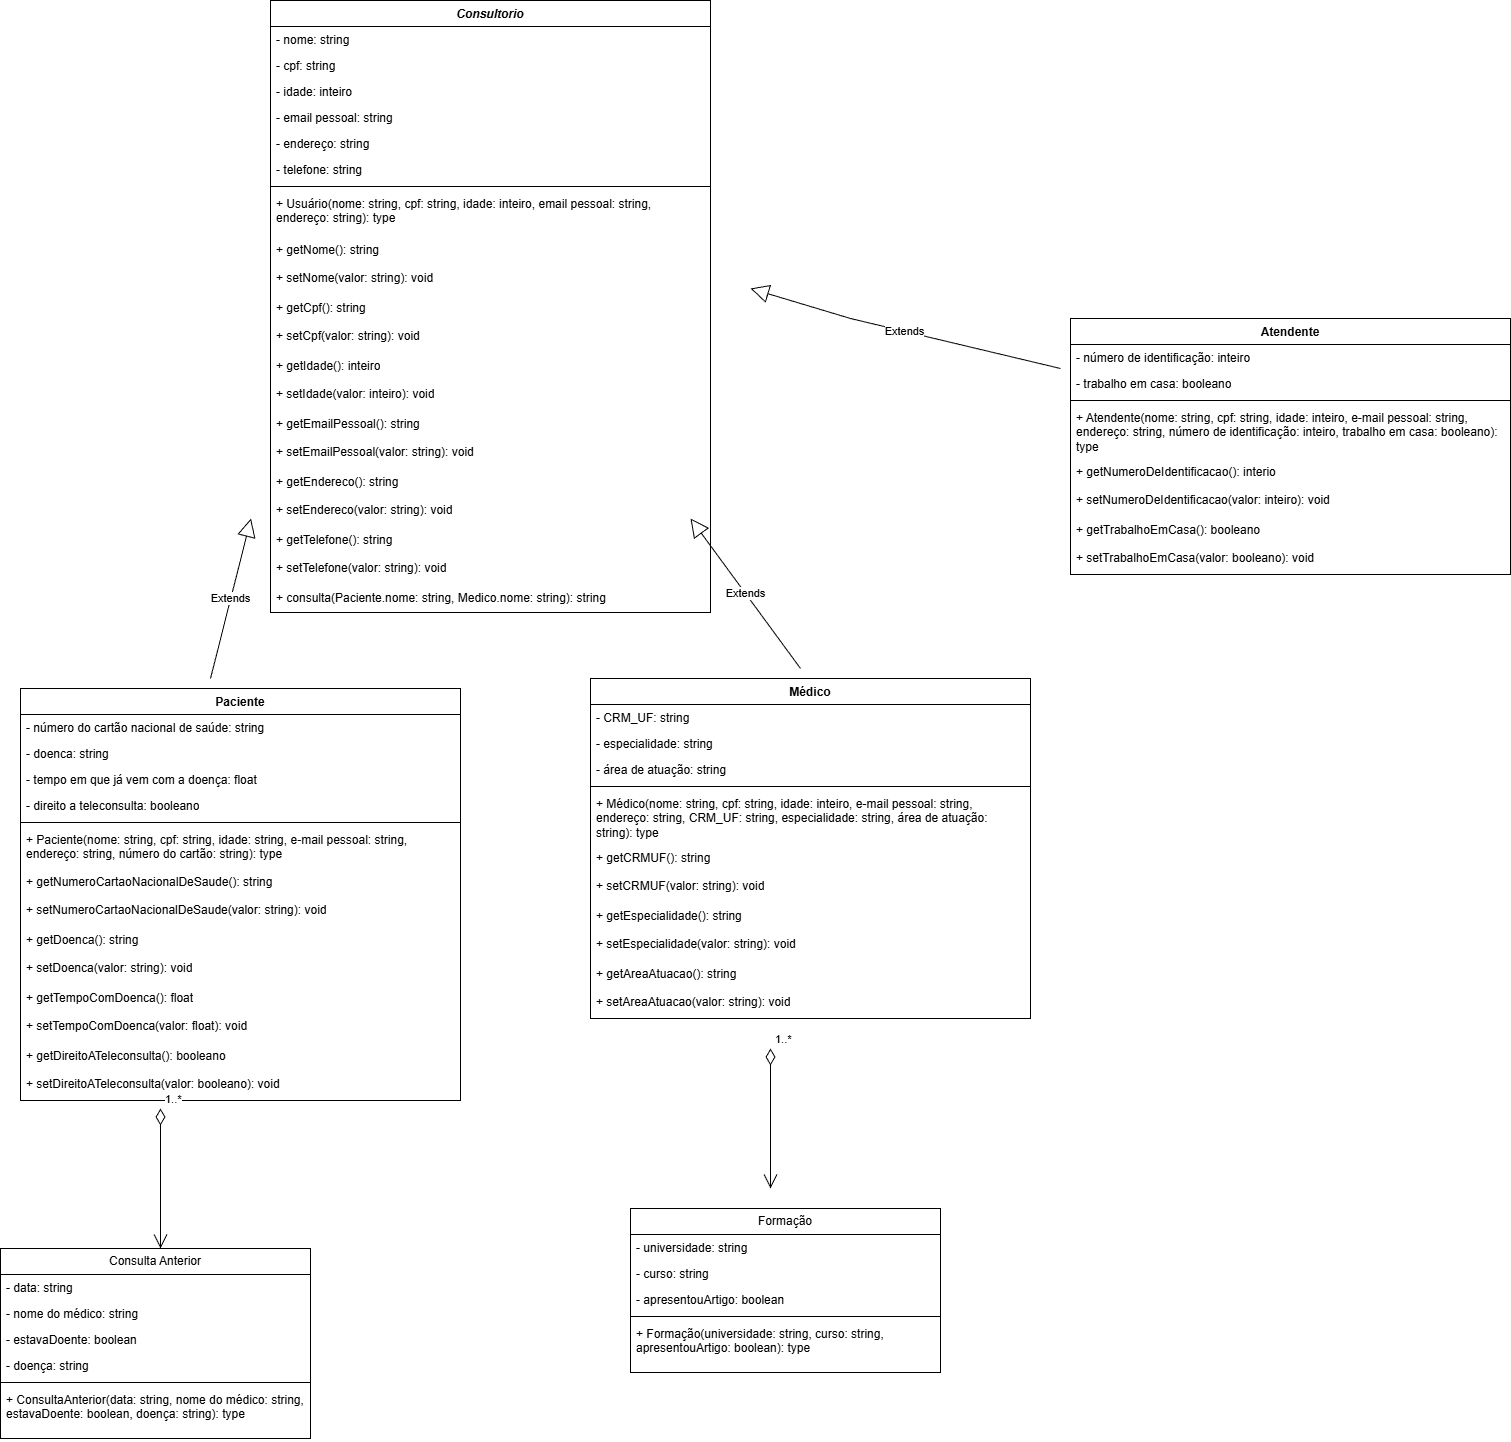 Consultorio
- nome: string
- cpf: string
- idade: inteiro
- email pessoal: string
- endereço: string
- telefone: string
+ Usuário(nome: string, cpf: string, idade: inteiro, email pessoal: string,
endereço: string): type
+ getNome(): string
+ setNome(valor: string): void
+ getCpf(): string
+ setCpf(valor: string): void
+ getIdade(): inteiro
+ setIdade(valor: inteiro): void
+ getEmailPessoal(): string
+ setEmailPessoal(valor: string): void
+ getEndereco(): string
+ setEndereco(valor: string): void
+ getTelefone(): string
+ setTelefone(valor: string): void
+ consulta(Paciente.nome: string, Medico.nome: string): string
Extends
Atendente
- número de identificação: inteiro
- trabalho em casa: booleano
+ Atendente(nome: string, cpf: string, idade: inteiro, e-mail pessoal: string,
endereço: string, número de identificação: inteiro, trabalho em casa: booleano):
type
+ getNumeroDeIdentificacao(): interio
+ setNumeroDeIdentificacao(valor: inteiro): void
+ getTrabalhoEmCasa(): booleano
+ setTrabalhoEmCasa(valor: booleano): void
Extends
Extends
Paciente
- número do cartão nacional de saúde: string
- doenca: string
- tempo em que já vem com a doença: float
- direito a teleconsulta: booleano
+ Paciente(nome: string, cpf: string, idade: string, e-mail pessoal: string,
endereço: string, número do cartão: string): type
+ getNumeroCartaoNacionalDeSaude(): string
+ setNumeroCartaoNacionalDeSaude(valor: string): void
+ getDoenca(): string
+ setDoenca(valor: string): void
+ getTempoComDoenca(): float
+ setTempoComDoenca(valor: float): void
+ getDireitoATeleconsulta(): booleano
+ setDireitoATeleconsulta(valor: booleano): void
1..*
Médico
- CRM_UF: string
- especialidade: string
- área de atuação: string
+ Médico(nome: string, cpf: string, idade: inteiro, e-mail pessoal: string,
endereço: string, CRM_UF: string, especialidade: string, área de atuação:
string): type
+ getCRMUF(): string
+ setCRMUF(valor: string): void
+ getEspecialidade(): string
+ setEspecialidade(valor: string): void
+ getAreaAtuacao(): string
+ setAreaAtuacao(valor: string): void
1..*
Consulta Anterior
- data: string
- nome do médico: string
- estavaDoente: boolean
- doença: string
+ ConsultaAnterior(data: string, nome do médico: string,
estavaDoente: boolean, doença: string): type
Formação
- universidade: string
- curso: string
- apresentouArtigo: boolean
+ Formação(universidade: string, curso: string,
apresentouArtigo: boolean): type